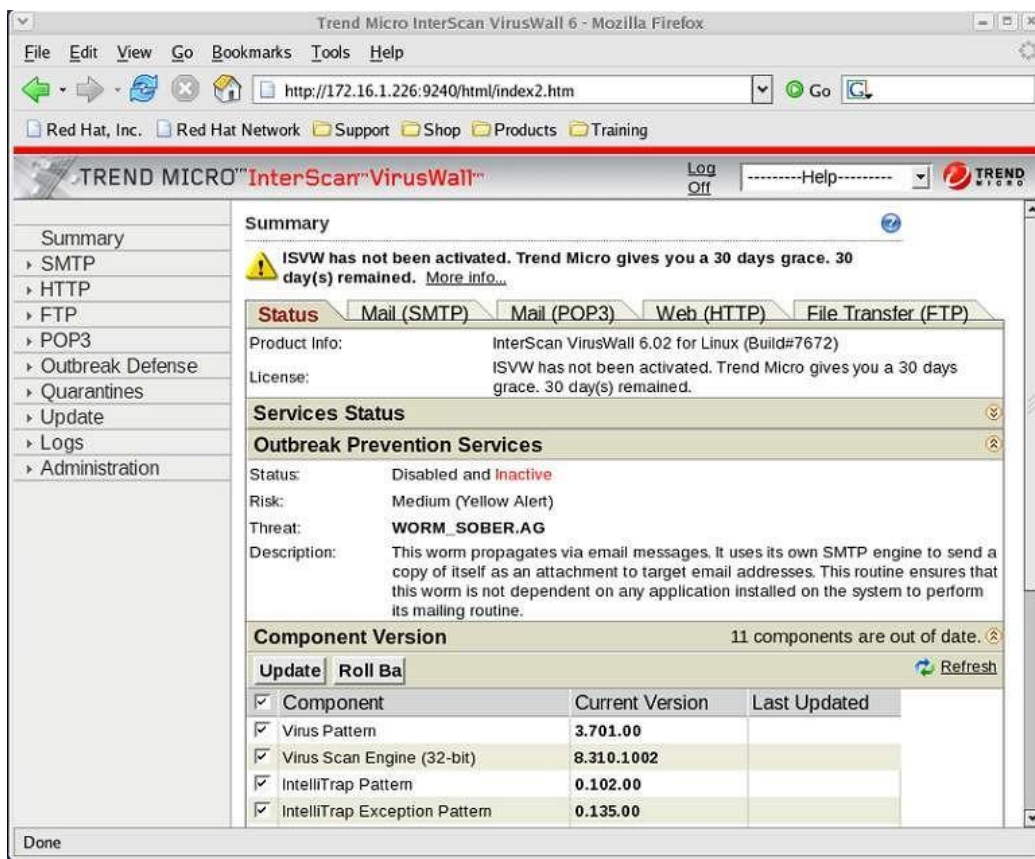 Trend Micro InterScan VirusWall 6 - Mozilla Firefox
File Edit View Go Bookmarks Tools Help
http://172.16.1.226:9240/html/index2.htm
Go
G
Red Hat, Inc. Red Hat Network Support Shop Products Training
TREND MICRO™ InterScan™ VirusWall™
Log Off
---------Help---------
TREND MICRO
Summary
SMTP
HTTP
FTP
POP3
Outbreak Defense
Quarantines
Update
Logs
Administration
Summary
ISVW has not been activated. Trend Micro gives you a 30 days grace. 30
day(s) remained. More info...
Status Mail (SMTP) Mail (POP3) Web (HTTP) File Transfer (FTP)
Product Info: InterScan VirusWall 6.02 for Linux (Build#7672)
License: ISVW has not been activated. Trend Micro gives you a 30 days
grace. 30 day(s) remained.
Services Status
Outbreak Prevention Services
Status: Disabled and Inactive
Risk: Medium (Yellow Alert)
Threat: WORM_SOBER.AG
Description: This worm propagates via email messages. It uses its own SMTP engine to send a
copy of itself as an attachment to target email addresses. This routine ensures that
this worm is not dependent on any application installed on the system to perform
its mailing routine.
Component Version 11 components are out of date.
Update Roll Ba Refresh
Component Current Version Last Updated
Virus Pattern 3.701.00
Virus Scan Engine (32-bit) 8.310.1002
IntelliTrap Pattern 0.102.00
IntelliTrap Exception Pattern 0.135.00
Done